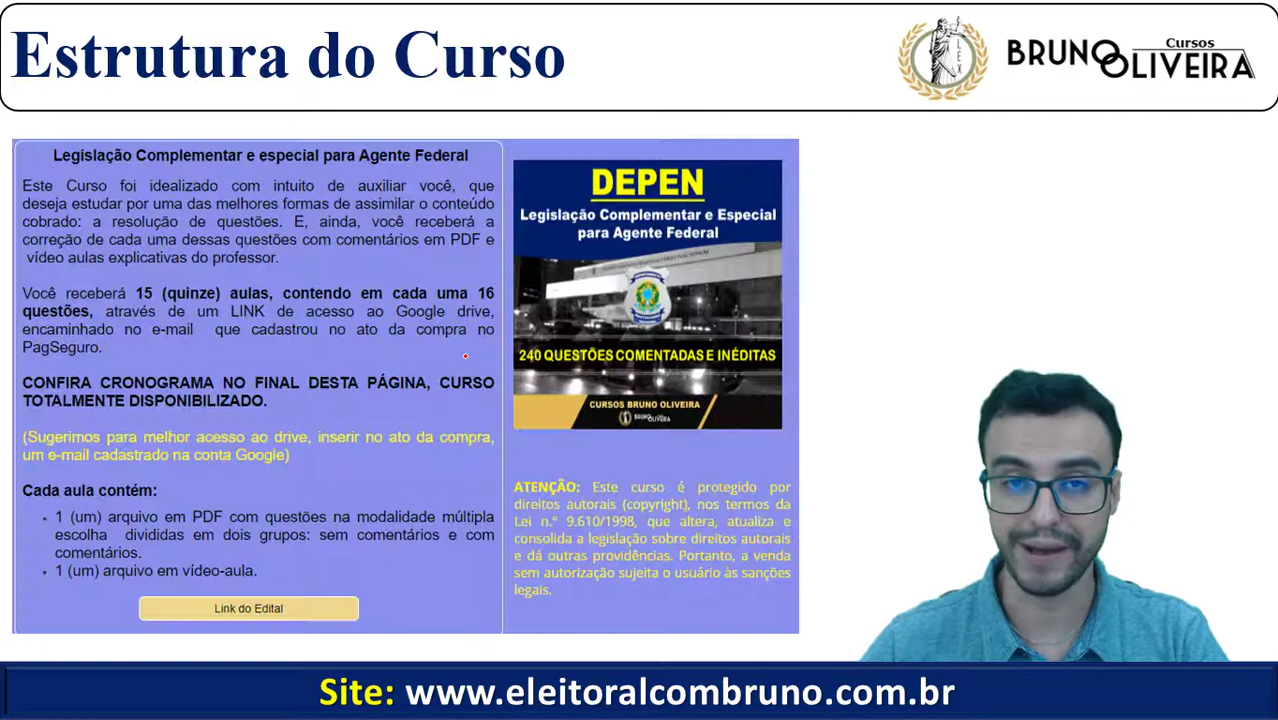 Estrutura do Curso
Cursos
BRUNO
OLIVEIRA
LEX
Legislação Complementar e especial para Agente Federal
Este Curso foi idealizado com intuito de auxiliar você, que
deseja estudar por uma das melhores formas de assimilar o conteúdo
cobrado: a resolução de questões. E, ainda, você receberá a
correção de cada uma dessas questões com comentários em PDF e
vídeo aulas explicativas do professor.
Você receberá 15 (quinze) aulas, contendo em cada uma 16
questões, através de um LINK de acesso ao Google drive,
encaminhado no e-mail que cadastrou no ato da compra no
PagSeguro.
CONFIRA CRONOGRAMA NO FINAL DESTA PÁGINA, CURSO
TOTALMENTE DISPONIBILIZADO.
(Sugerimos para melhor acesso ao drive, inserir no ato da compra,
um e-mail cadastrado na conta Google)
Cada aula contém:
1 (um) arquivo em PDF com questões na modalidade múltipla
escolha divididas em dois grupos: sem comentários e com
comentários.
1 (um) arquivo em vídeo-aula.
Link do Edital
DEPEN
Legislação Complementar e Especial
para Agente Federal
240 QUESTÕES COMENTADAS E INÉDITAS
CURSOS BRUNO OLIVEIRA
BRUNO
OLIVEIRA
ATENÇÃO: Este curso é protegido por
direitos autorais (copyright), nos termos da
Lei n.° 9.610/1998, que altera, atualiza e
consolida a legislação sobre direitos autorais
e dá outras providências. Portanto, a venda
sem autorização sujeita o usuário às sanções
legais.
Site: www.eleitoralcombruno.com.br